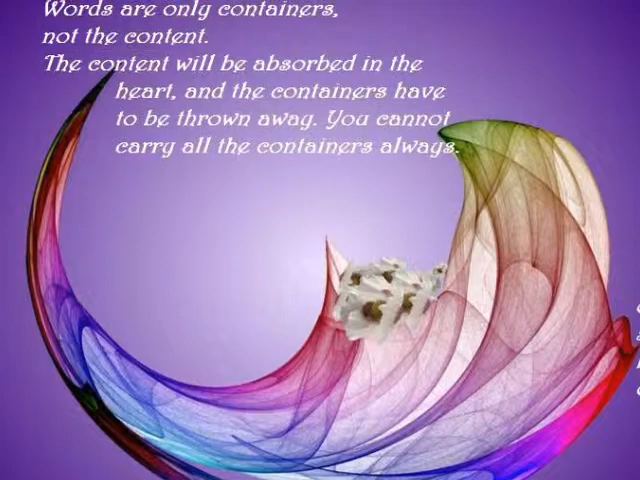 Words are only containers,
not the content.
The content will be absorbed in the
heart, and the containers have
to be thrown away. You cannot
carry all the containers always.